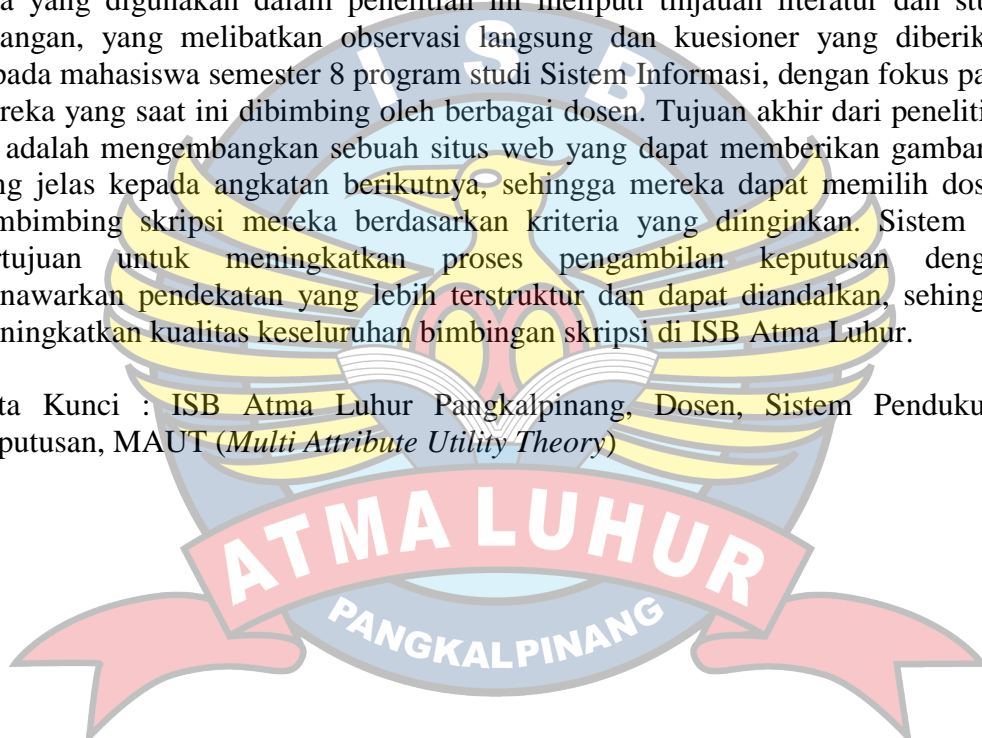 yang digunakan dalam penelitian ini meliputi tinjauan literatur dan
angan, yang melibatkan observasi langsung dan kuesioner yang diberik
pada mahasiswa semester 8 program studi Sistem Informasi, dengan fokus pa
reka yang saat ini dibimbing oleh berbagai dosen. Tujuan akhir dari peneliti
adalah mengembangkan sebuah situs web yang dapat memberikan gambar
ng jelas kepada angkatan berikutnya, sehingga mereka dapat memilih dos
mbimbing skripsi mereka berdasarkan kriteria yang diinginkan. Sistem
rtujuan untuk meningkatkan proses pengambilan keputusan deng
nawarkan pendekatan yang lebih terstruktur dan dapat diandalkan, sehing
ningkatkan kualitas keseluruhan bimbingan skripsi di ISB Atma Luhur.
ta Kunci : ISB Atma Luhur Pangkalpinang, Dosen, Sistem Penduku
putusan, MAUT (Multi Attribute Utility Theory)
I S B
ATMA LUHUR
PANGKALPINANG